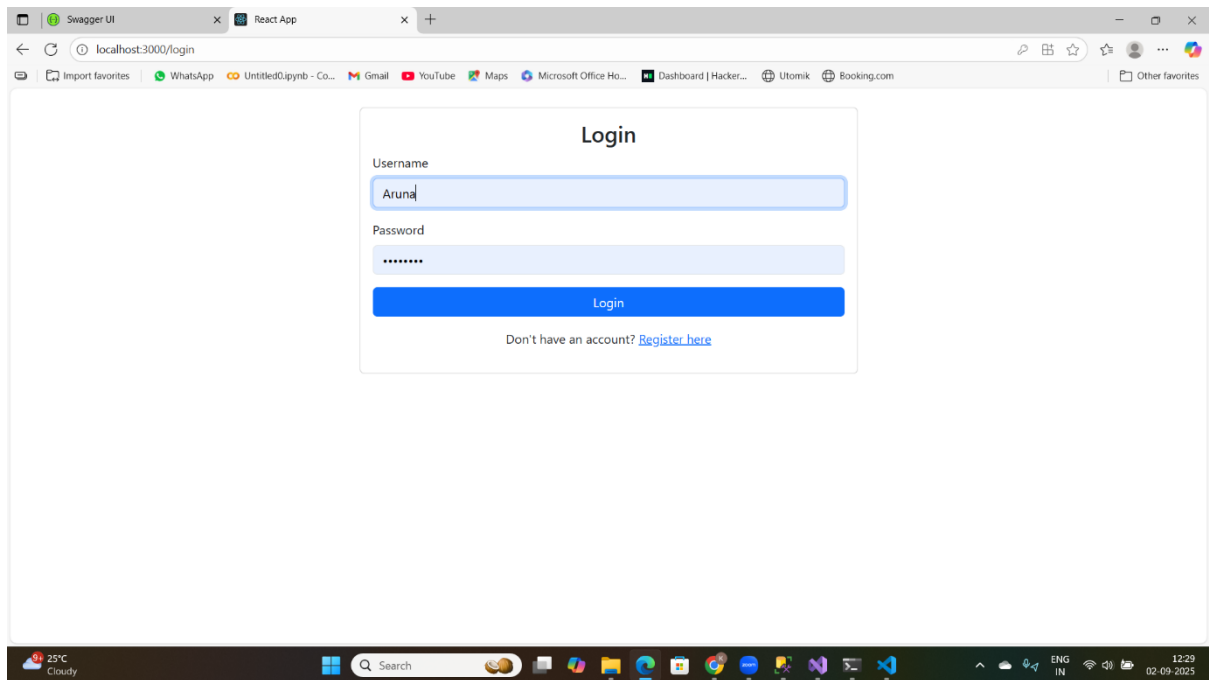 Swagger UI React App
localhost:3000/login
Import favorites WhatsApp Untitled0.ipynb - Co... Gmail YouTube Maps Microsoft Office Ho... Dashboard | Hacker... Utomik Booking.com Other favorites
Login
Username
Aruna
Password
••••••••
Login
Don't have an account? Register here
9+ 25°C
Cloudy
Search
zoom
ENG
IN
12:29
02-09-2025